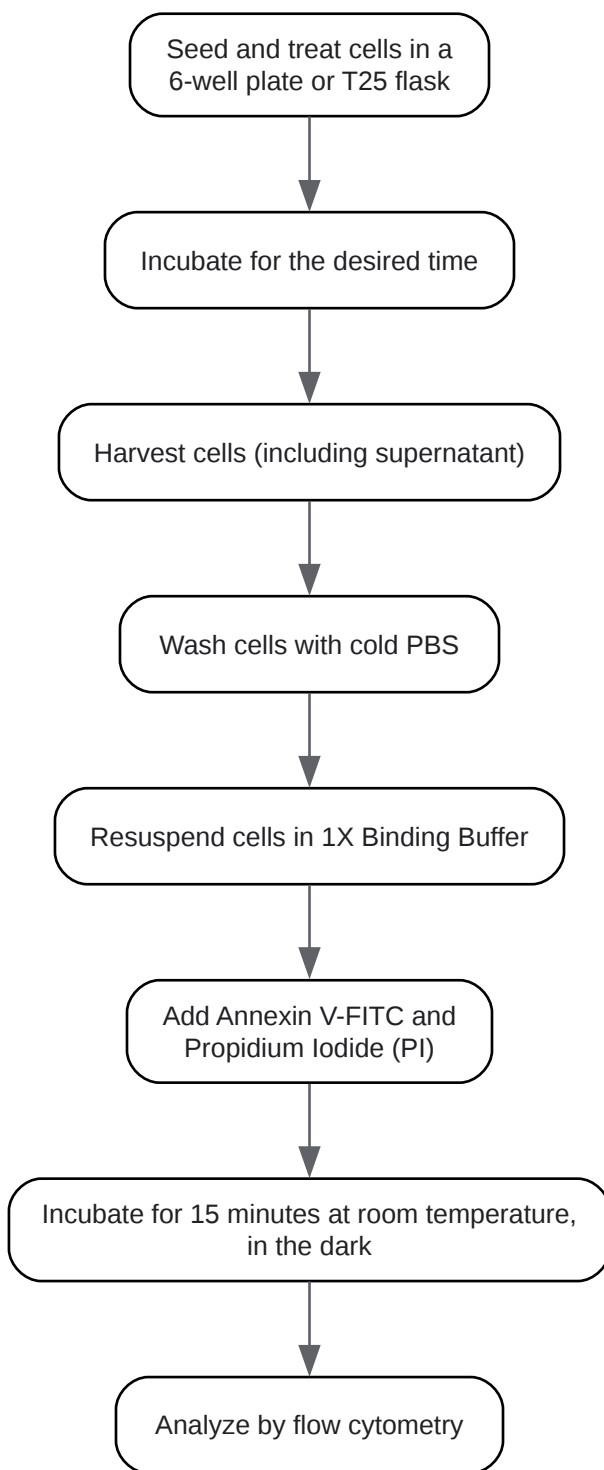 Seed and treat cells in a
6-well plate or T25 flask
Incubate for the desired time
Harvest cells (including supernatant)
Wash cells with cold PBS
Resuspend cells in 1X Binding Buffer
Add Annexin V-FITC and
Propidium Iodide (PI)
Incubate for 15 minutes at room temperature,
in the dark
Analyze by flow cytometry